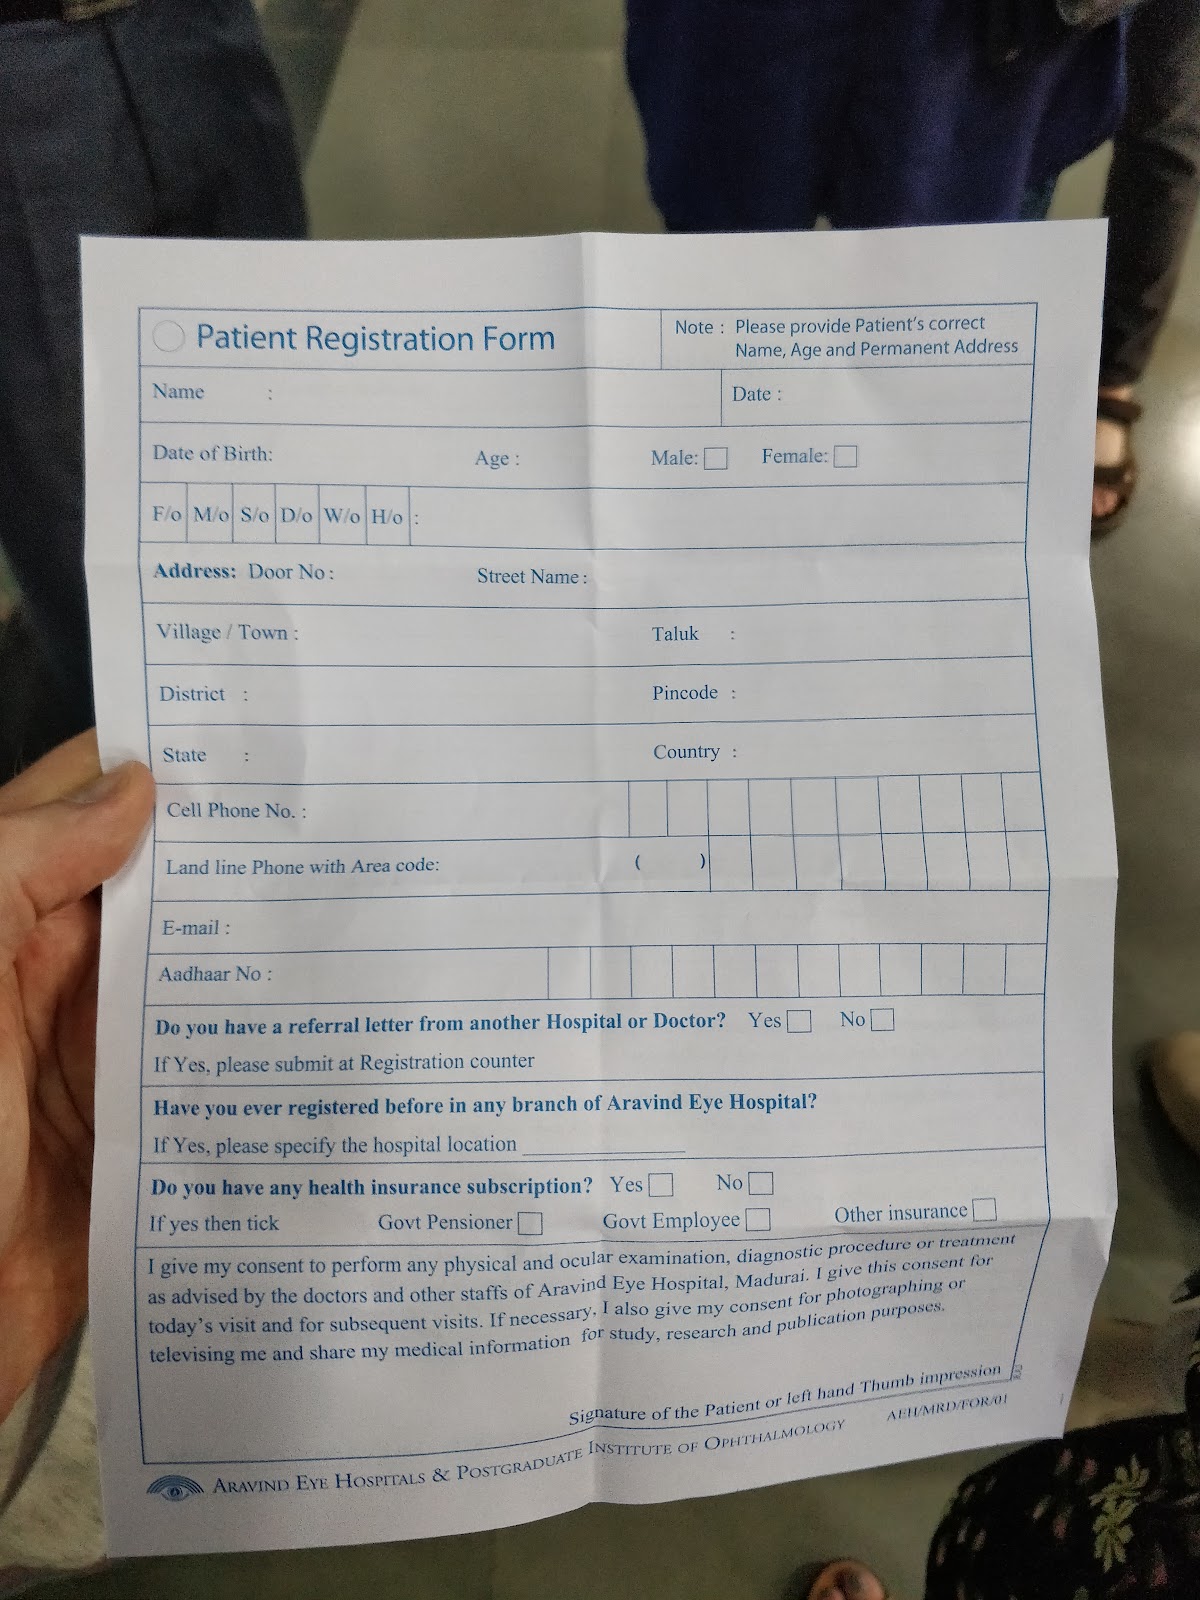 Patient Registration Form
Note : Please provide Patient's correct
Name, Age and Permanent Address
Name :
Date :
Date of Birth: Age : Male: Female:
F/o M/o S/o D/o W/o H/o :
Address: Door No : Street Name :
Village / Town : Taluk :
District : Pincode :
State : Country :
Cell Phone No. :
Land line Phone with Area code: ( )
E-mail :
Aadhaar No :
Do you have a referral letter from another Hospital or Doctor? Yes No
If Yes, please submit at Registration counter
Have you ever registered before in any branch of Aravind Eye Hospital?
If Yes, please specify the hospital location
Do you have any health insurance subscription? Yes No
If yes then tick Govt Pensioner Govt Employee Other insurance
I give my consent to perform any physical and ocular examination, diagnostic procedure or treatment
as advised by the doctors and other staffs of Aravind Eye Hospital, Madurai. I give this consent for
today's visit and for subsequent visits. If necessary, I also give my consent for photographing or
televising me and share my medical information for study, research and publication purposes.
Signature of the Patient or left hand Thumb impression
ARAVIND EYE HOSPITALS & POSTGRADUATE INSTITUTE OF OPHTHALMOLOGY AEH/MRD/FOR/01